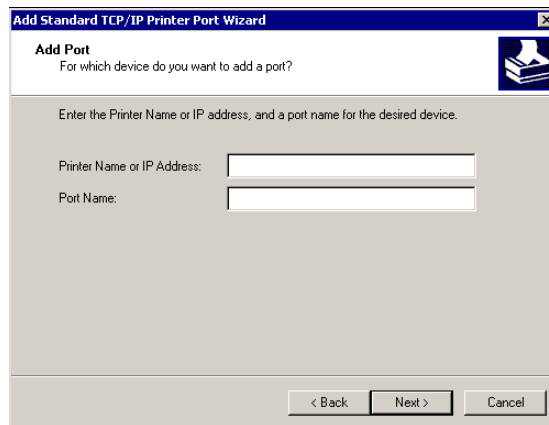 Add Standard TCP/IP Printer Port Wizard
Add Port
For which device do you want to add a port?
Enter the Printer Name or IP address, and a port name for the desired device.
Printer Name or IP Address:
Port Name:
< Back
Next >
Cancel